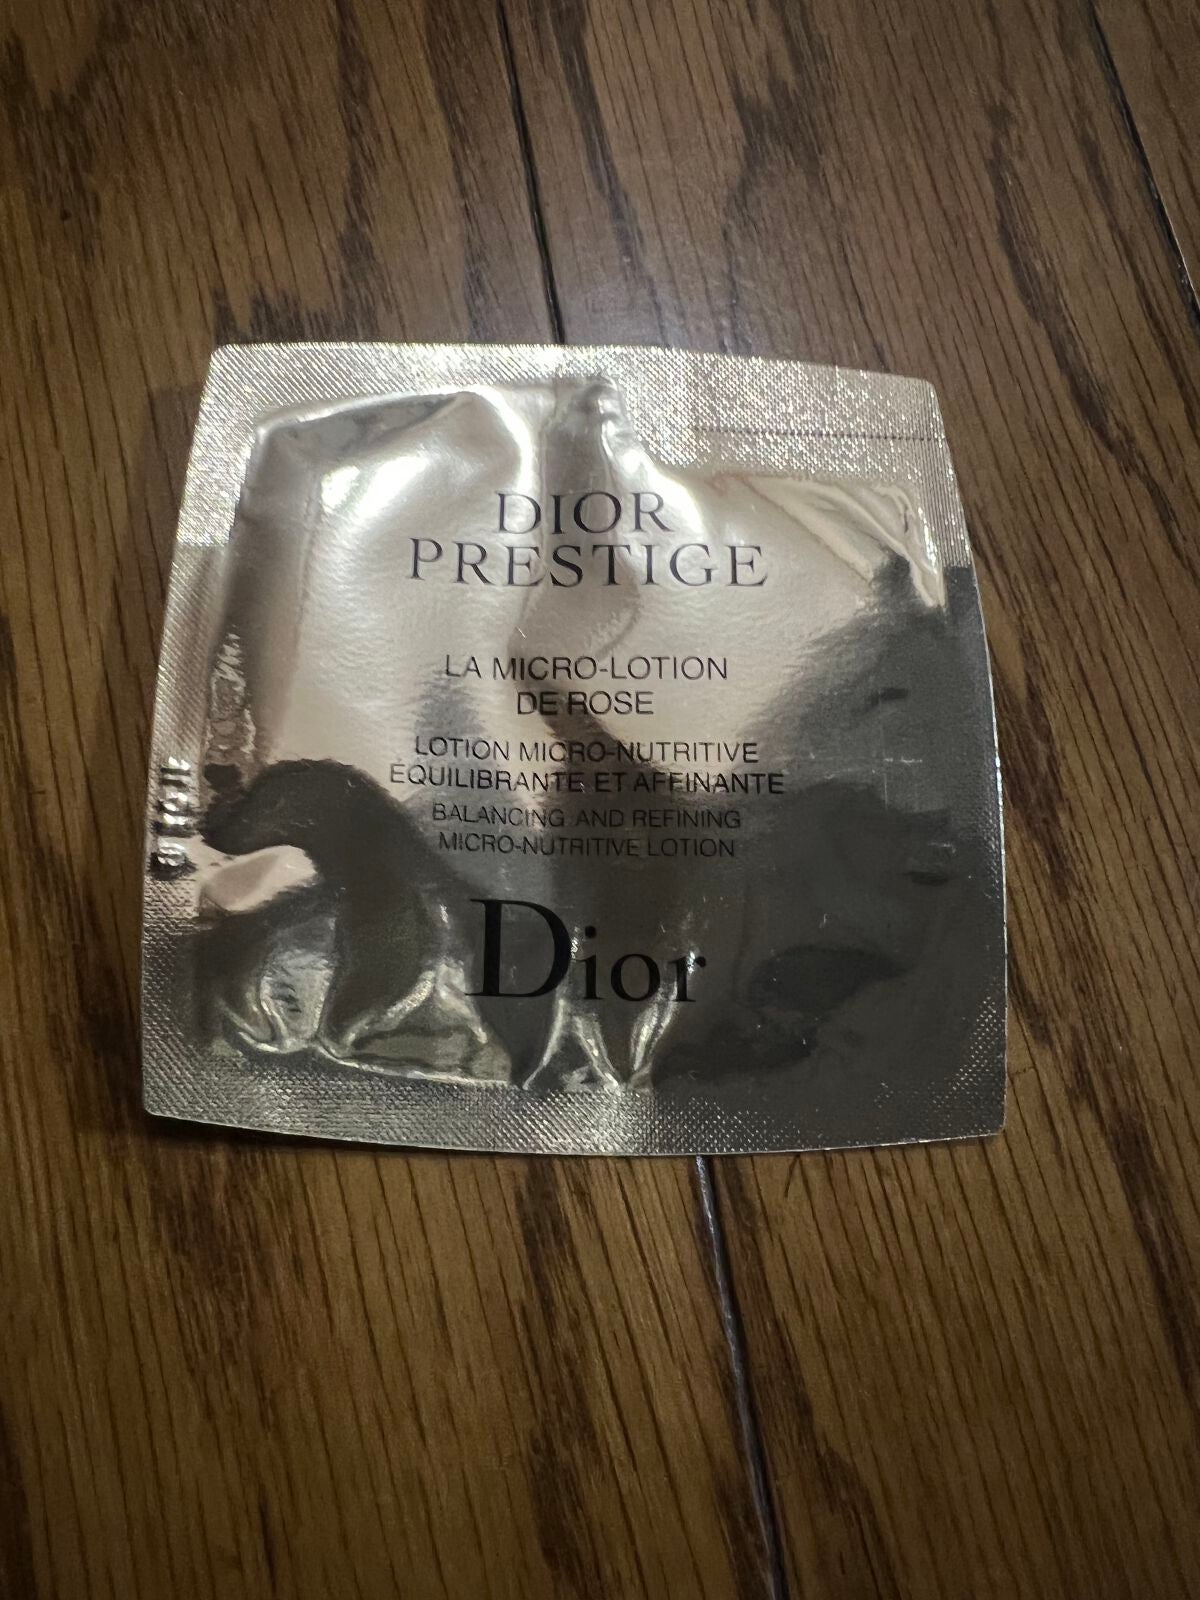 DIOR
PRESTIGE
LA MICRO-LOTION
DE ROSE
LOTION MICRO-NUTRITIVE
ÉQUILIBRANTE ET AFFINANTE
BALANCING AND REFINING
MICRO-NUTRITIVE LOTION
Dior